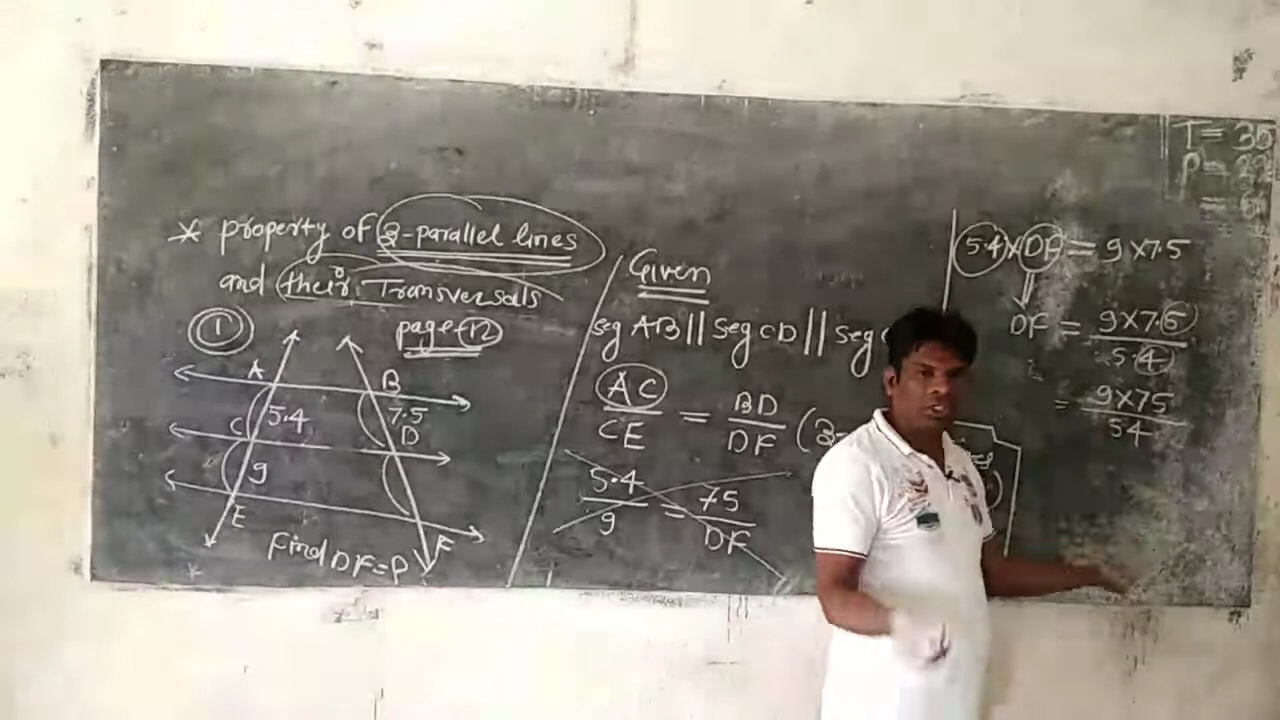 * property of 3-parallel lines
and their Transversals
① page-12
A B
5.4 7.5
C D
9
E F
Find DF=?
Given
seg AB || seg CD || seg
AC / CE = BD / DF (3-
5.4 / 9 = 75 / DF
5.4 × DF = 9 × 7.5
DF = 9×7.5 / 5.4
= 9×75 / 54
T = 35
P =
=